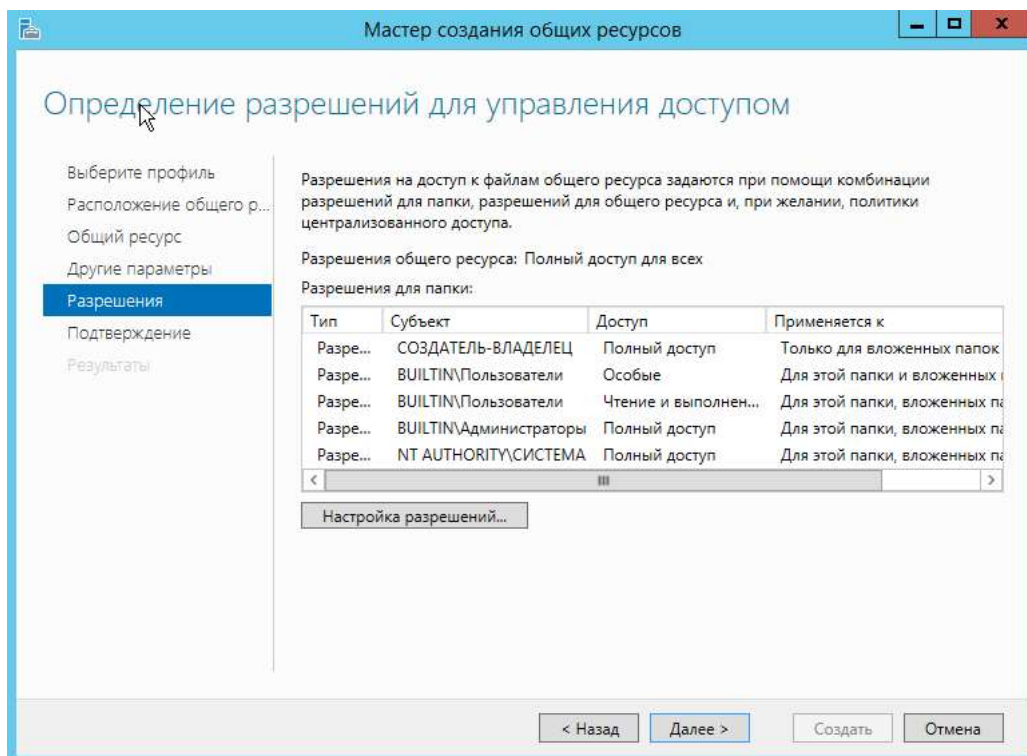 Мастер создания общих ресурсов
Определение разрешений для управления доступом
Выберите профиль
Расположение общего р...
Общий ресурс
Другие параметры
Разрешения
Подтверждение
Результаты
Разрешения на доступ к файлам общего ресурса задаются при помощи комбинации
разрешений для папки, разрешений для общего ресурса и, при желании, политики
централизованного доступа.
Разрешения общего ресурса: Полный доступ для всех
Разрешения для папки:
Тип Субъект Доступ Применяется к
Разре... СОЗДАТЕЛЬ-ВЛАДЕЛЕЦ Полный доступ Только для вложенных папок
Разре... BUILTIN\Пользователи Особые Для этой папки и вложенных
Разре... BUILTIN\Пользователи Чтение и выполнен... Для этой папки, вложенных па
Разре... BUILTIN\Администраторы Полный доступ Для этой папки, вложенных па
Разре... NT AUTHORITY\СИСТЕМА Полный доступ Для этой папки, вложенных па
Настройка разрешений...
< Назад Далее > Создать Отмена